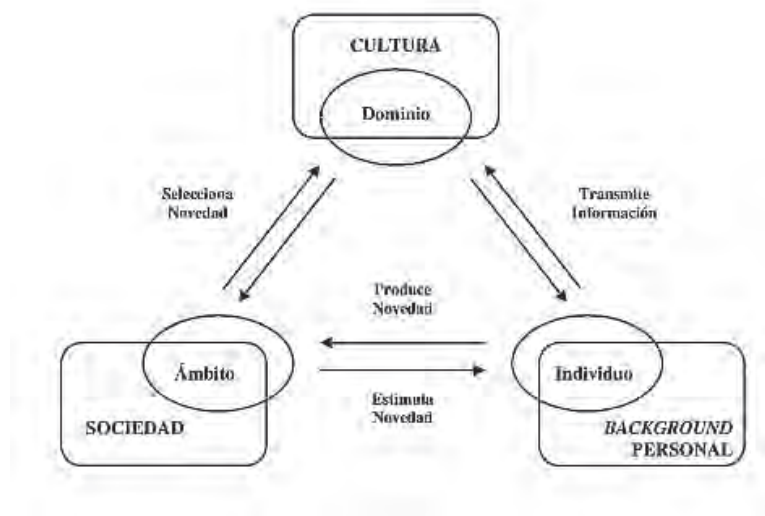 CULTURA
Dominio
Selecciona
Novedad
Transmite
Información
Produce
Novedad
Ámbito
Individuo
Estimula
Novedad
SOCIEDAD
BACKGROUND
PERSONAL